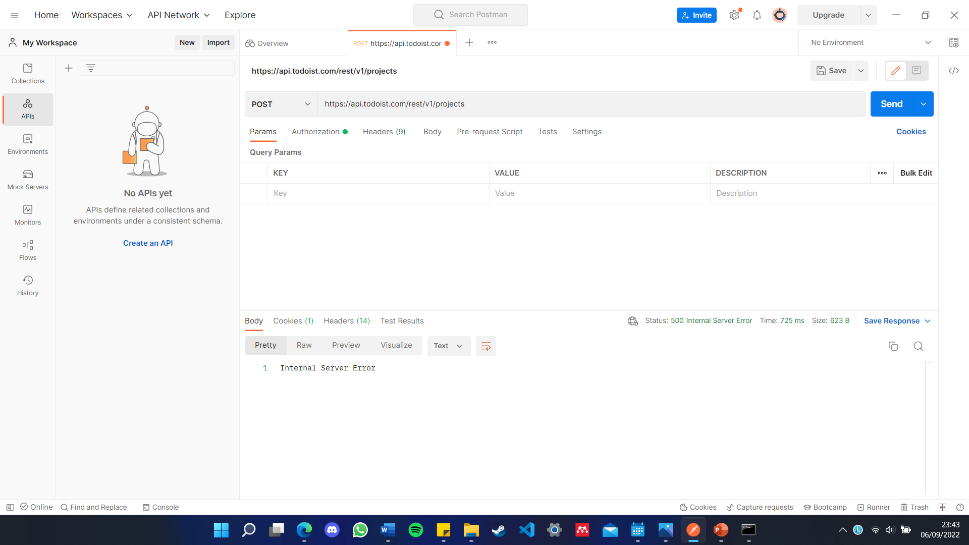 Home Workspaces API Network Explore Search Postman Invite Upgrade
My Workspace New Import Overview POST https://api.todoist.cor No Environment
Collections
APIs
Environments
Mock Servers
Monitors
Flows
History
No APIs yet
APIs define related collections and
environments under a consistent schema.
Create an API
https://api.todoist.com/rest/v1/projects Save
POST https://api.todoist.com/rest/v1/projects Send
Params Authorization Headers (9) Body Pre-request Script Tests Settings Cookies
Query Params
KEY VALUE DESCRIPTION Bulk Edit
Key Value Description
Body Cookies (1) Headers (14) Test Results Status: 500 Internal Server Error Time: 725 ms Size: 623 B Save Response
Pretty Raw Preview Visualize Text
1 Internal Server Error
Online Find and Replace Console Cookies Capture requests Bootcamp Runner Trash
23:43
06/09/2022